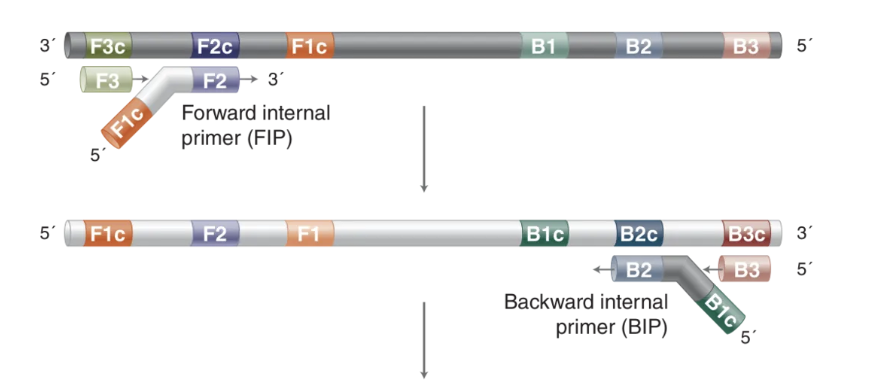 3´ F3c F2c F1c B1 B2 B3 5´
5´ F3 F2 3´
F1c
5´
Forward internal
primer (FIP)
5´ F1c F2 F1 B1c B2c B3c 3´
B2 B3 5´
B1c
5´
Backward internal
primer (BIP)